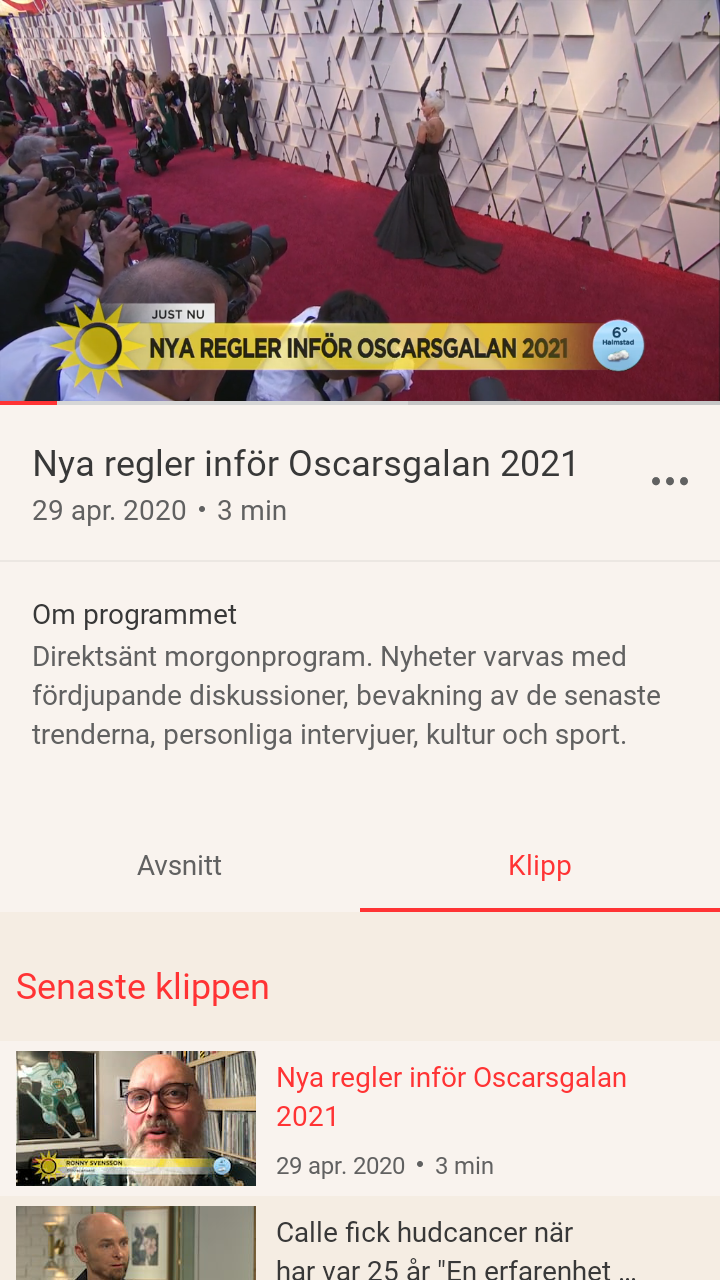 JUST NU
NYA REGLER INFÖR OSCARSGALAN 2021
6°
Halmstad
Nya regler inför Oscarsgalan 2021
29 apr. 2020 • 3 min
Om programmet
Direktsänt morgonprogram. Nyheter varvas med
fördjupande diskussioner, bevakning av de senaste
trenderna, personliga intervjuer, kultur och sport.
Avsnitt
Klipp
Senaste klippen
RONNY SVENSSON
Nya regler inför Oscarsgalan
2021
29 apr. 2020 • 3 min
Calle fick hudcancer när
har var 25 år "En erfarenhet ...